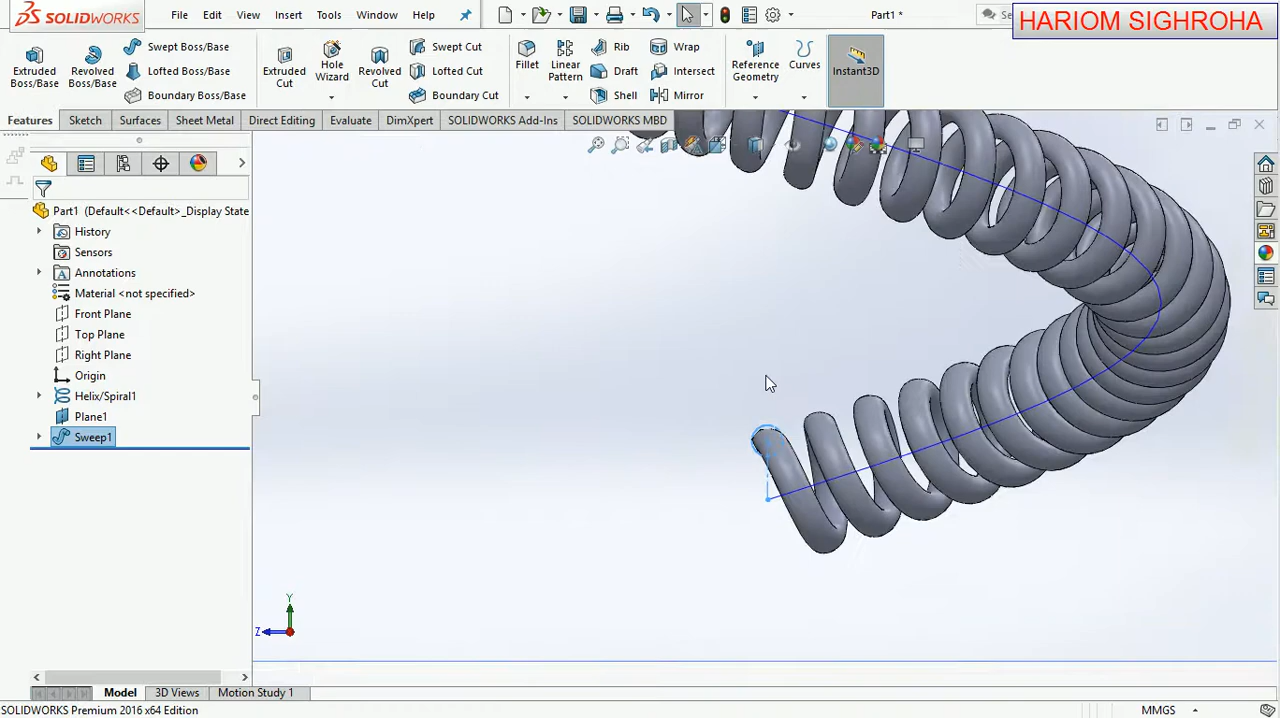 SOLIDWORKS
File Edit View Insert Tools Window Help
Part1 *
HARIOM SIGHROHA
Extruded Boss/Base
Revolved Boss/Base
Swept Boss/Base
Lofted Boss/Base
Boundary Boss/Base
Extruded Cut
Hole Wizard
Revolved Cut
Swept Cut
Lofted Cut
Boundary Cut
Fillet
Linear Pattern
Rib
Draft
Shell
Wrap
Intersect
Mirror
Reference Geometry
Curves
Instant3D
Features Sketch Surfaces Sheet Metal Direct Editing Evaluate DimXpert SOLIDWORKS Add-Ins SOLIDWORKS MBD
Part1 (Default<<Default>_Display State
History
Sensors
Annotations
Material <not specified>
Front Plane
Top Plane
Right Plane
Origin
Helix/Spiral1
Plane1
Sweep1
Y
Z
Model 3D Views Motion Study 1
SOLIDWORKS Premium 2016 x64 Edition
MMGS